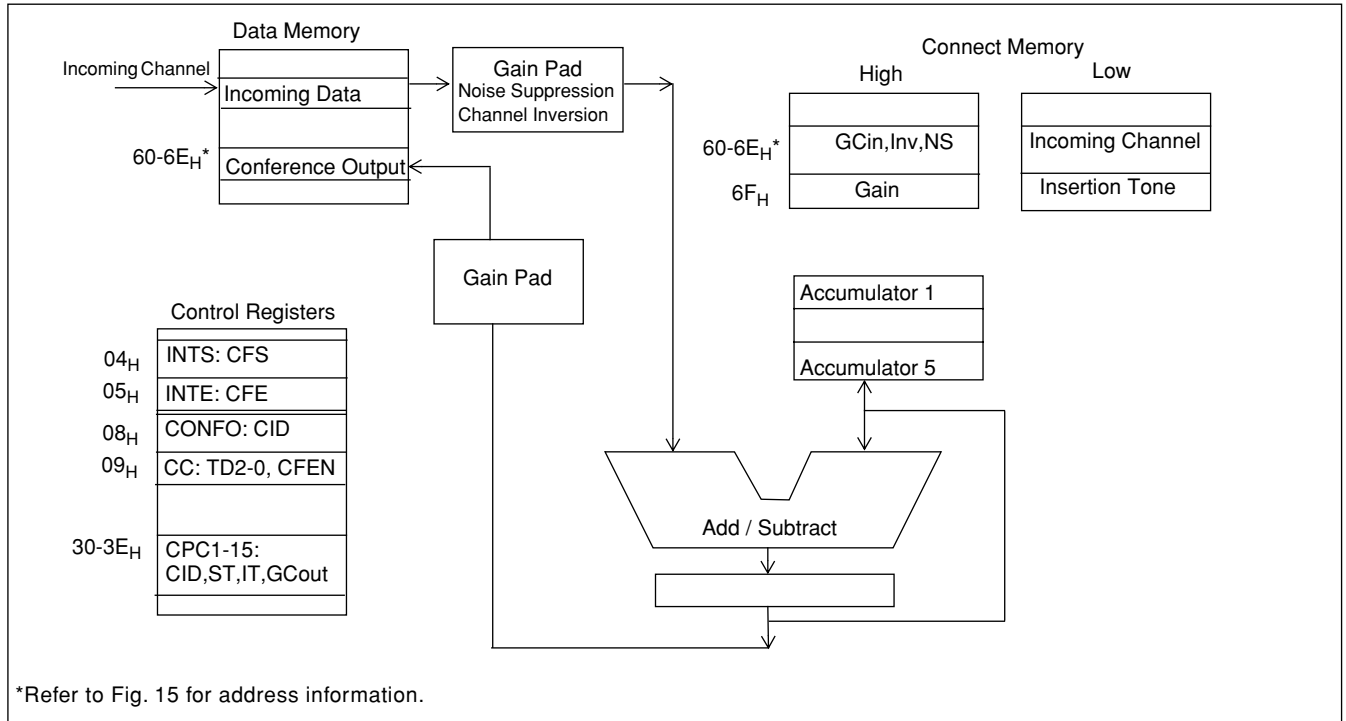 Data Memory
Incoming Channel
Incoming Data
60-6EH*
Conference Output
Gain Pad
Noise Suppression
Channel Inversion
Connect Memory
High
Low
60-6EH*
GCin,Inv,NS
Incoming Channel
6FH
Gain
Insertion Tone
Gain Pad
Accumulator 1
Accumulator 5
Control Registers
04H
INTS: CFS
05H
INTE: CFE
08H
CONFO: CID
09H
CC: TD2-0, CFEN
30-3EH
CPC1-15:
CID,ST,IT,GCout
Add / Subtract
*Refer to Fig. 15 for address information.